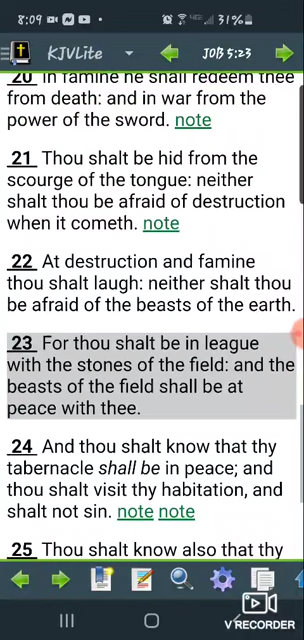 8:09 31%
KJVLite JOB 5:23
20 In famine he shall redeem thee
from death: and in war from the
power of the sword. note
21 Thou shalt be hid from the
scourge of the tongue: neither
shalt thou be afraid of destruction
when it cometh. note
22 At destruction and famine
thou shalt laugh: neither shalt thou
be afraid of the beasts of the earth.
23 For thou shalt be in league
with the stones of the field: and the
beasts of the field shall be at
peace with thee.
24 And thou shalt know that thy
tabernacle shall be in peace; and
thou shalt visit thy habitation, and
shalt not sin. note note
25 Thou shalt know also that thy
V RECORDER